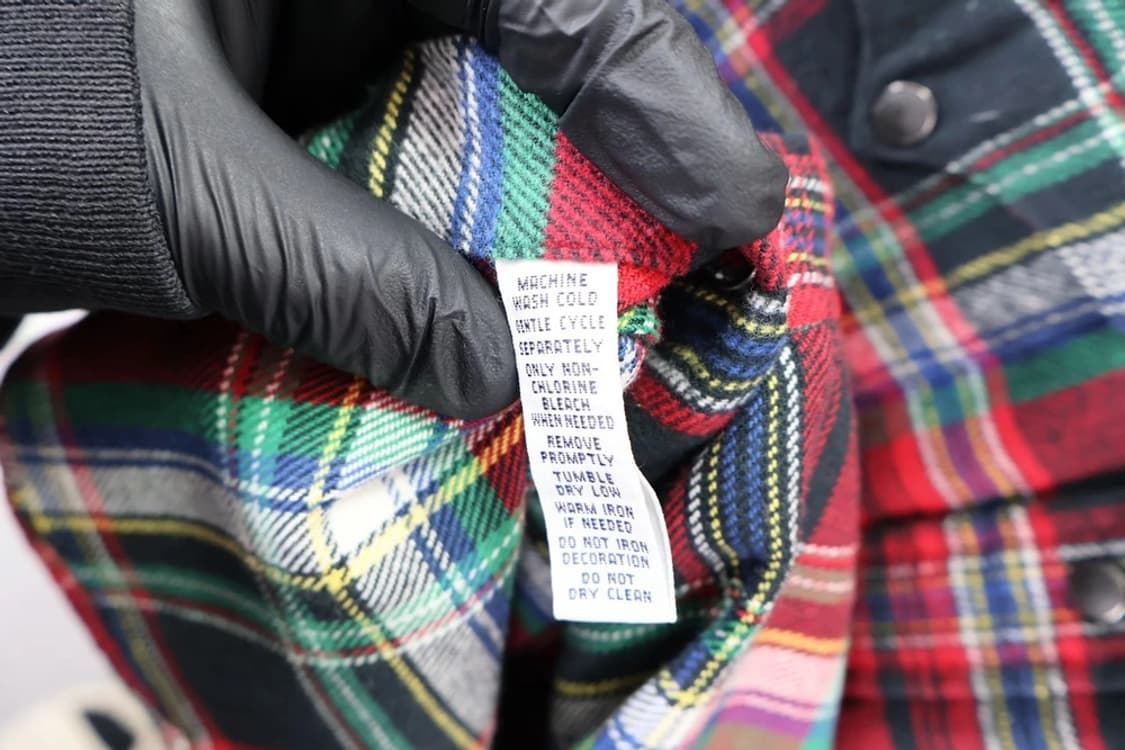 MACHINE
WASH COLD
GENTLE CYCLE
SEPARATELY
ONLY NON-
CHLORINE
BLEACH
WHEN NEEDED
REMOVE
PROMPTLY
TUMBLE
DRY LOW
WARM IRON
IF NEEDED
DO NOT IRON
DECORATION
DO NOT
DRY CLEAN